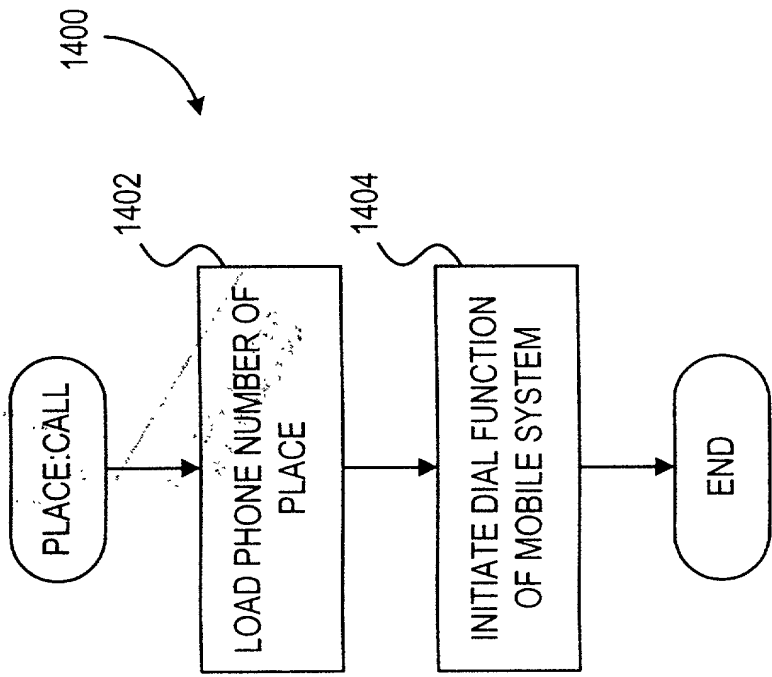 1400
PLACE:CALL
1402
LOAD PHONE NUMBER OF
PLACE
1404
INITIATE DIAL FUNCTION
OF MOBILE SYSTEM
END